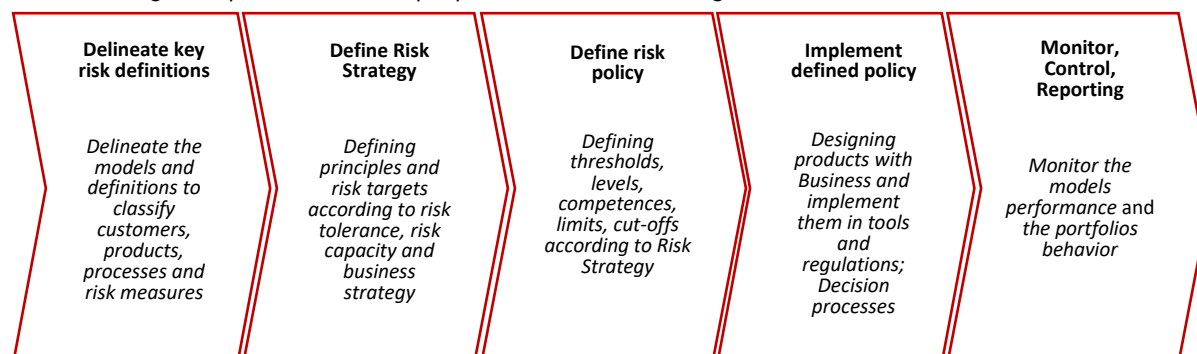 Delineate key
risk definitions
Delineate the
models and
definitions to
classify
customers,
products,
processes and
risk measures
Define Risk
Strategy
Defining
principles and
risk targets
according to risk
tolerance, risk
capacity and
business
strategy
Define risk
policy
Defining
thresholds,
levels,
competences,
limits, cut-offs
according to Risk
Strategy
Implement
defined policy
Designing
products with
Business and
implement
them in tools
and
regulations;
Decision
processes
Monitor,
Control,
Reporting
Monitor the
models
performance and
the portfolios
behavior